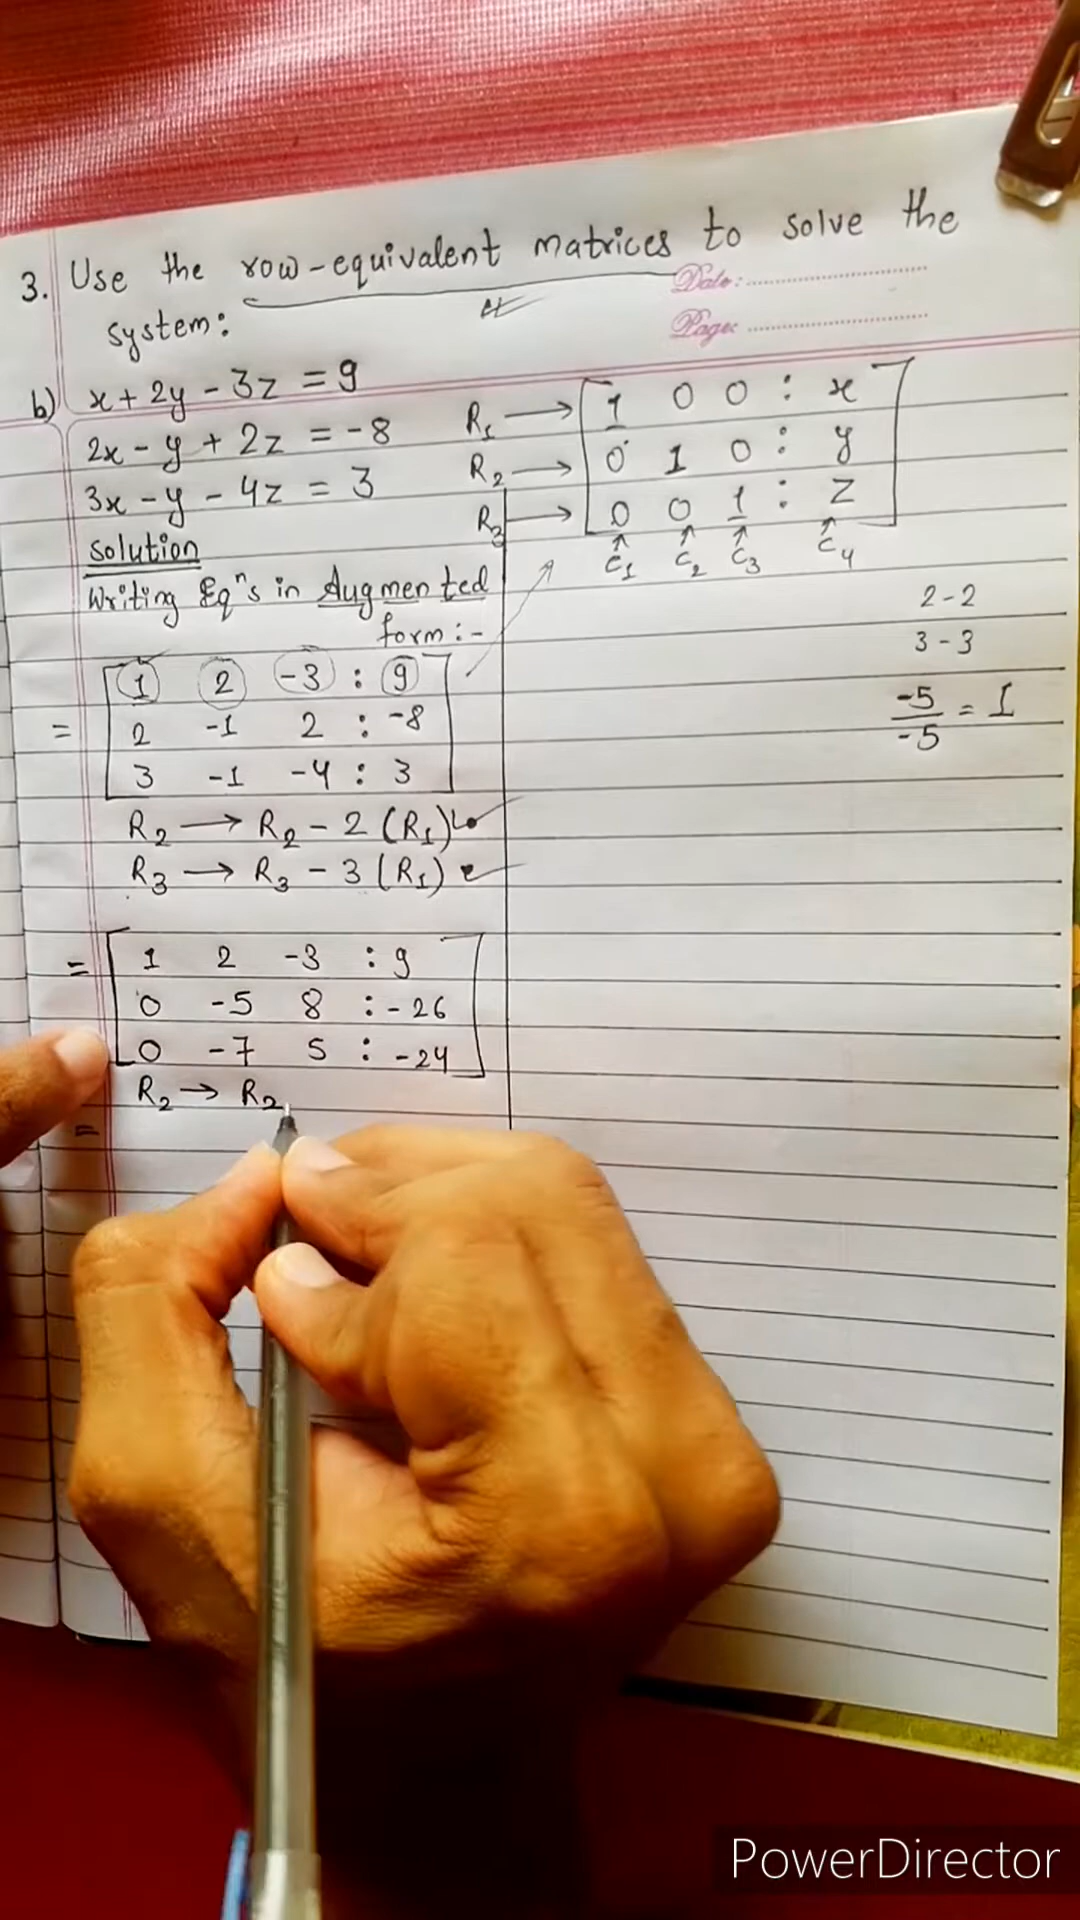 3. Use the row-equivalent matrices to solve the
Date:
system:
Page:
b) x + 2y - 3z = 9
2x - y + 2z = -8
3x - y - 4z = 3
R₁ → [ 1 0 0 : x ]
R₂ → [ 0 1 0 : y ]
R₃ → [ 0 0 1 : z ]
C₁ C₂ C₃ C₄
Solution
Writing Eqⁿ's in Augmented
form :-
2 - 2
3 - 3
-5/-5 = 1
[ 1 2 -3 : 9 ]
= [ 2 -1 2 : -8 ]
[ 3 -1 -4 : 3 ]
R₂ → R₂ - 2 (R₁)
R₃ → R₃ - 3 (R₁)
= [ 1 2 -3 : 9 ]
[ 0 -5 8 : -26 ]
[ 0 -7 5 : -24 ]
R₂ → R₂
=
PowerDirector